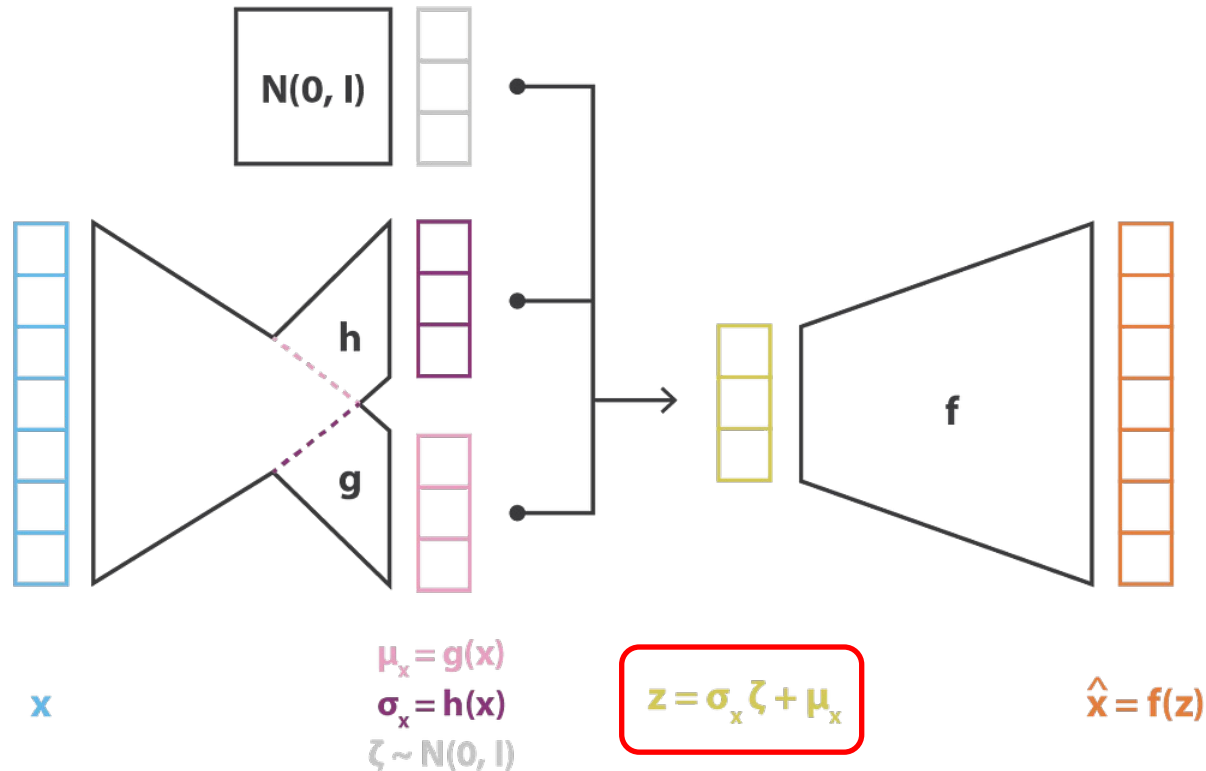 N(0, I)
h
g
f
x
μₓ = g(x)
σₓ = h(x)
ζ ~ N(0, I)
z = σₓ ζ + μₓ
x̂ = f(z)